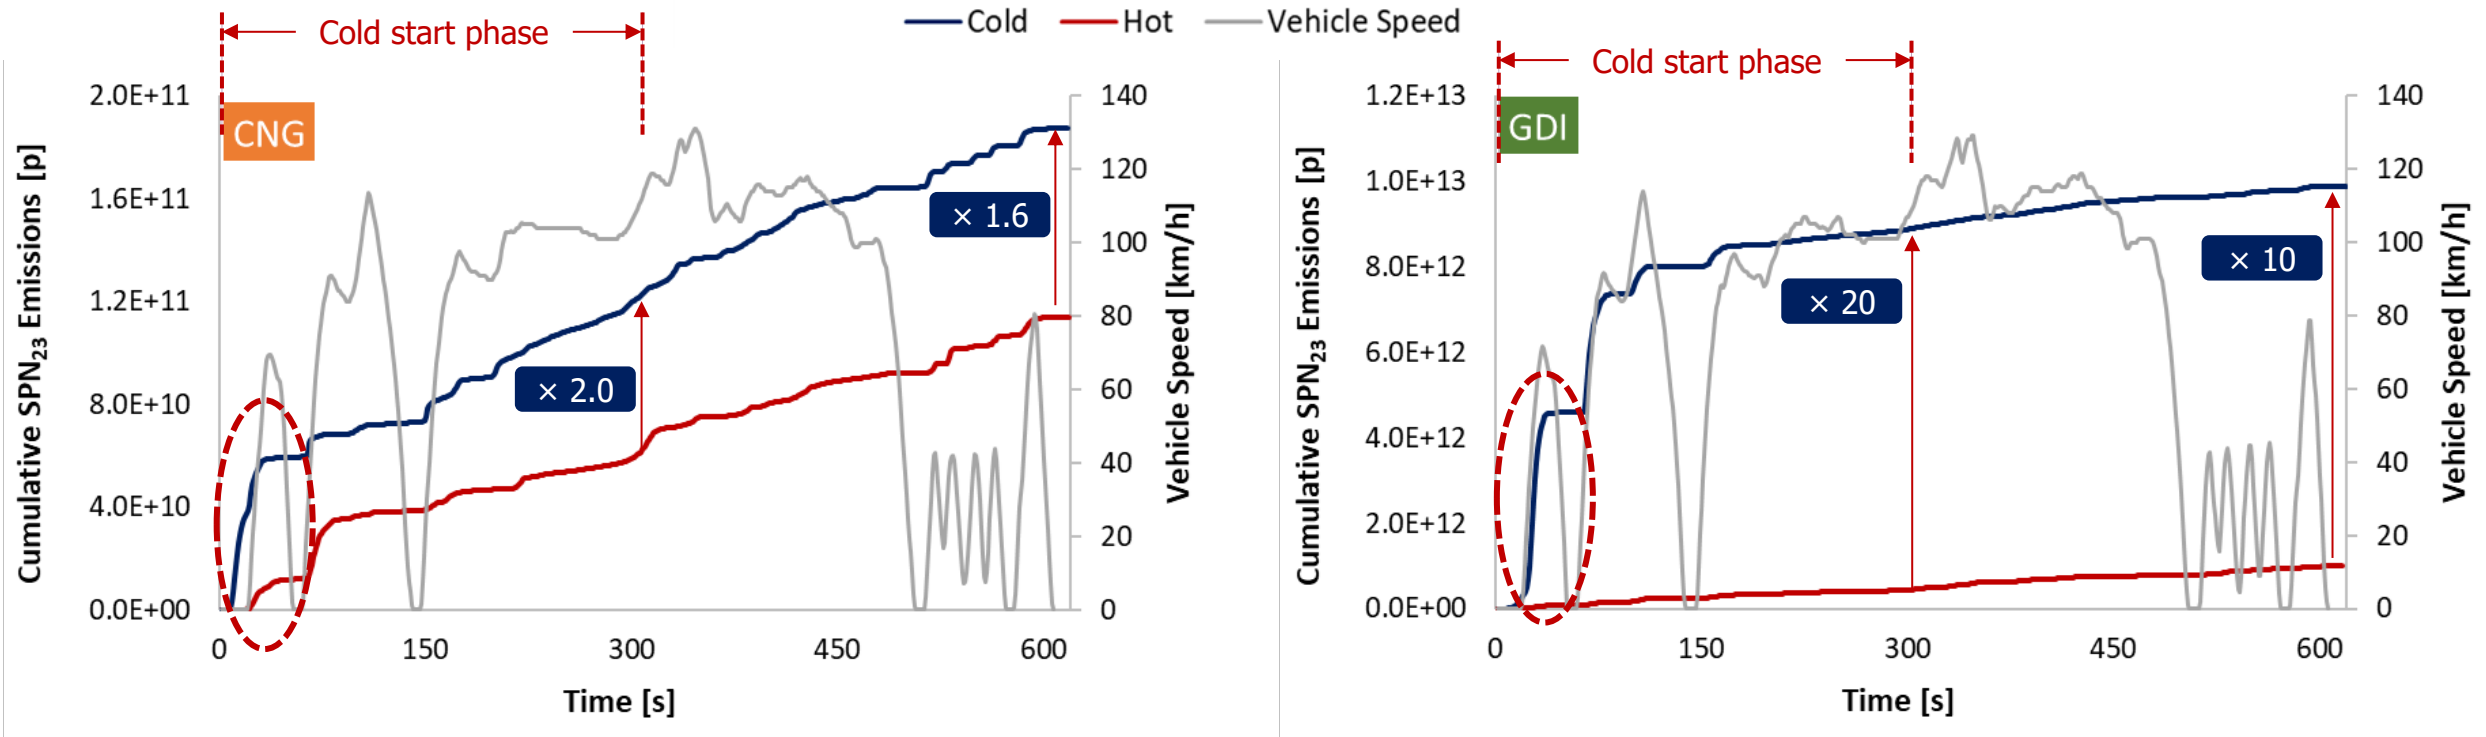 Cold Hot Vehicle Speed
Cold start phase
CNG
2.0E+11
1.6E+11
1.2E+11
8.0E+10
4.0E+10
0.0E+00
Cumulative SPN23 Emissions [p]
× 2.0
× 1.6
140
120
100
80
60
40
20
0
Vehicle Speed [km/h]
0 150 300 450 600
Time [s]
Cold start phase
GDI
1.2E+13
1.0E+13
8.0E+12
6.0E+12
4.0E+12
2.0E+12
0.0E+00
Cumulative SPN23 Emissions [p]
× 20
× 10
140
120
100
80
60
40
20
0
Vehicle Speed [km/h]
0 150 300 450 600
Time [s]